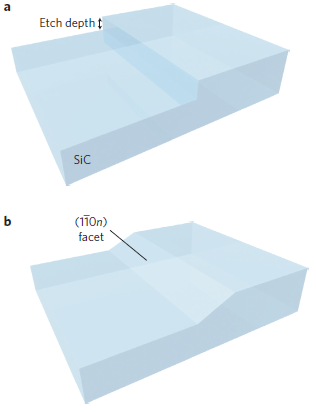 a
Etch depth
SiC
b
(11̅0n)
facet